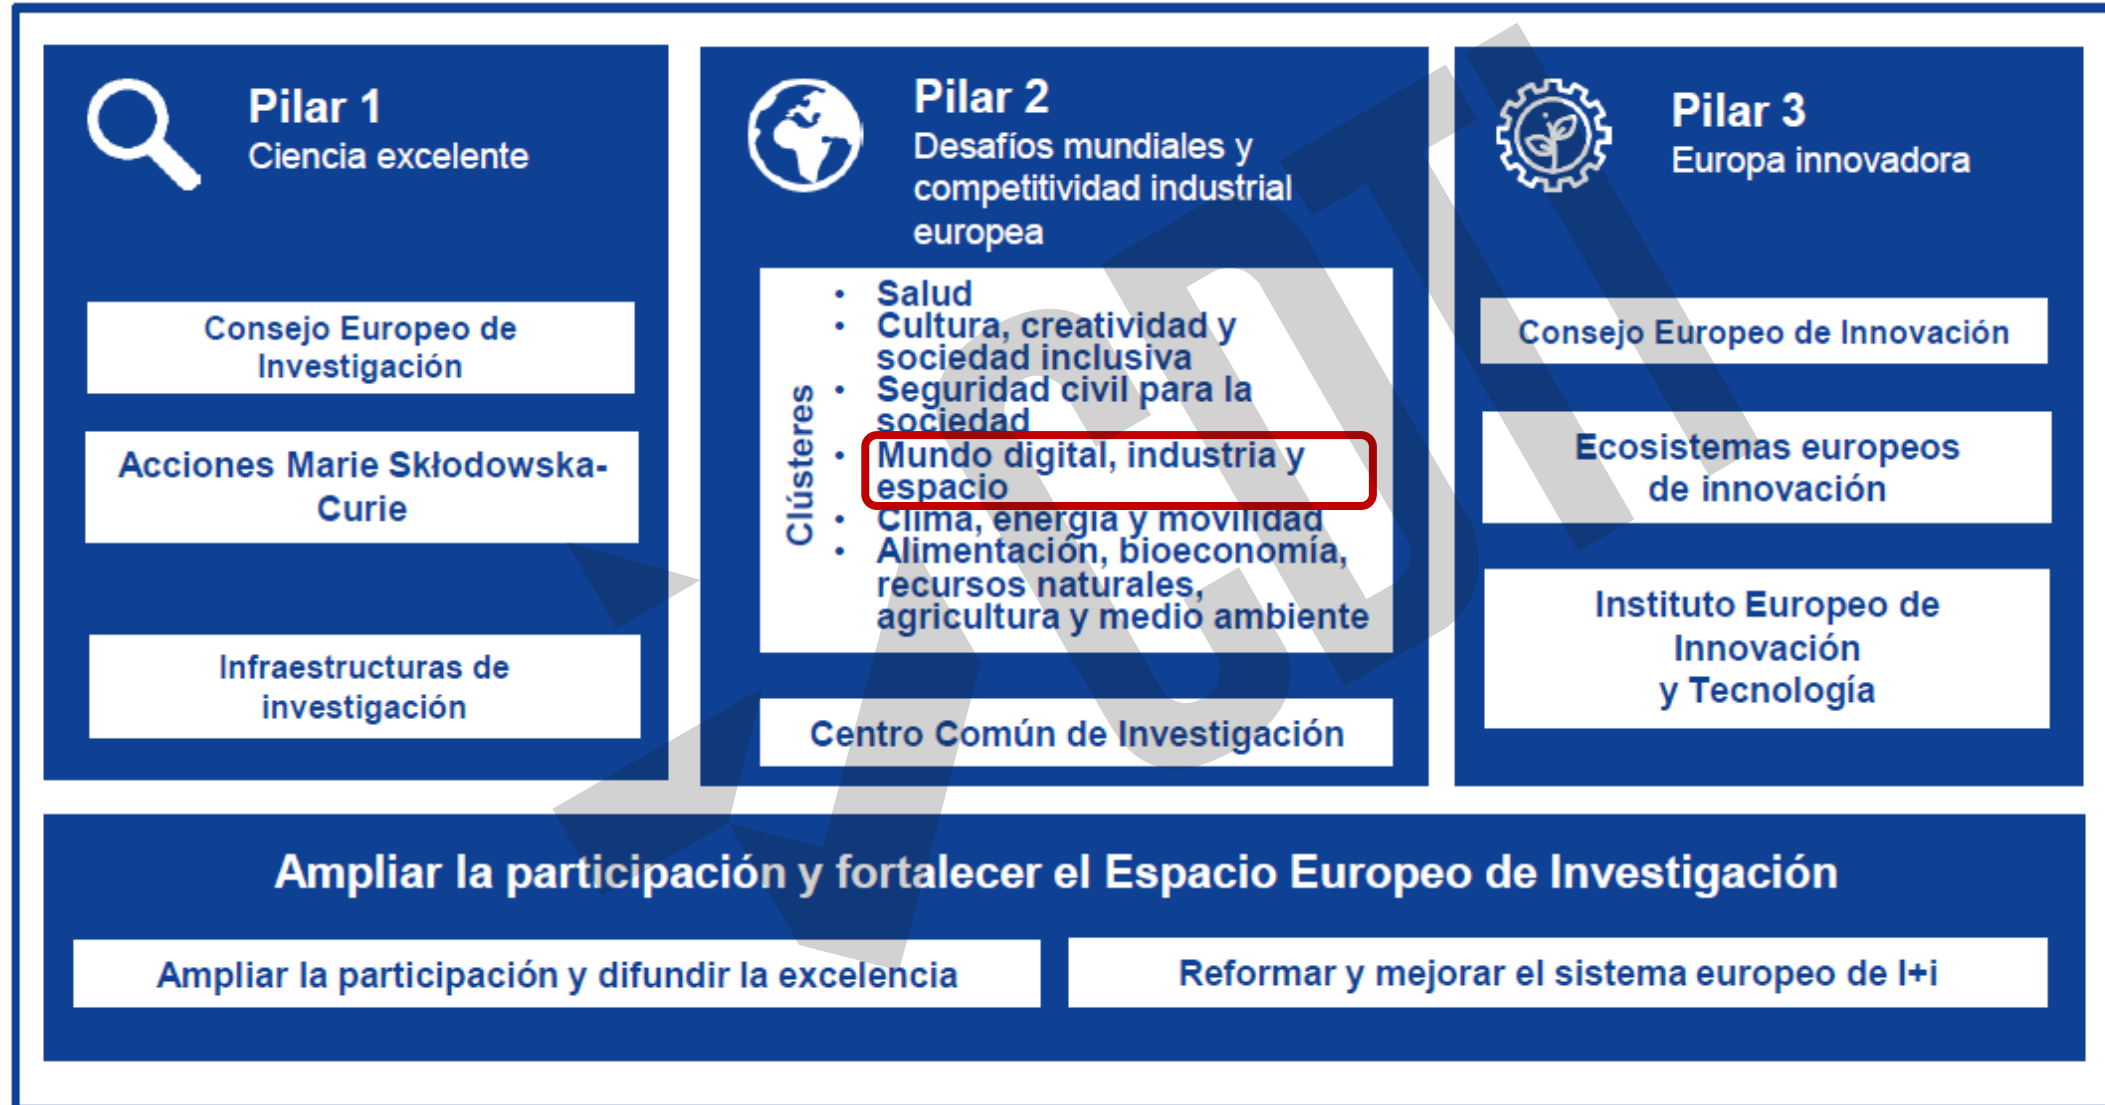 Pilar 1
Ciencia excelente
Consejo Europeo de
Investigación
Acciones Marie Skłodowska-
Curie
Infraestructuras de
investigación
Pilar 2
Desafíos mundiales y
competitividad industrial
europea
Clústeres
• Salud
• Cultura, creatividad y
sociedad inclusiva
• Seguridad civil para la
sociedad
• Mundo digital, industria y
espacio
• Clima, energía y movilidad
• Alimentación, bioeconomía,
recursos naturales,
agricultura y medio ambiente
Centro Común de Investigación
Pilar 3
Europa innovadora
Consejo Europeo de Innovación
Ecosistemas europeos
de innovación
Instituto Europeo de
Innovación
y Tecnología
Ampliar la participación y fortalecer el Espacio Europeo de Investigación
Ampliar la participación y difundir la excelencia
Reformar y mejorar el sistema europeo de I+i
CDTI